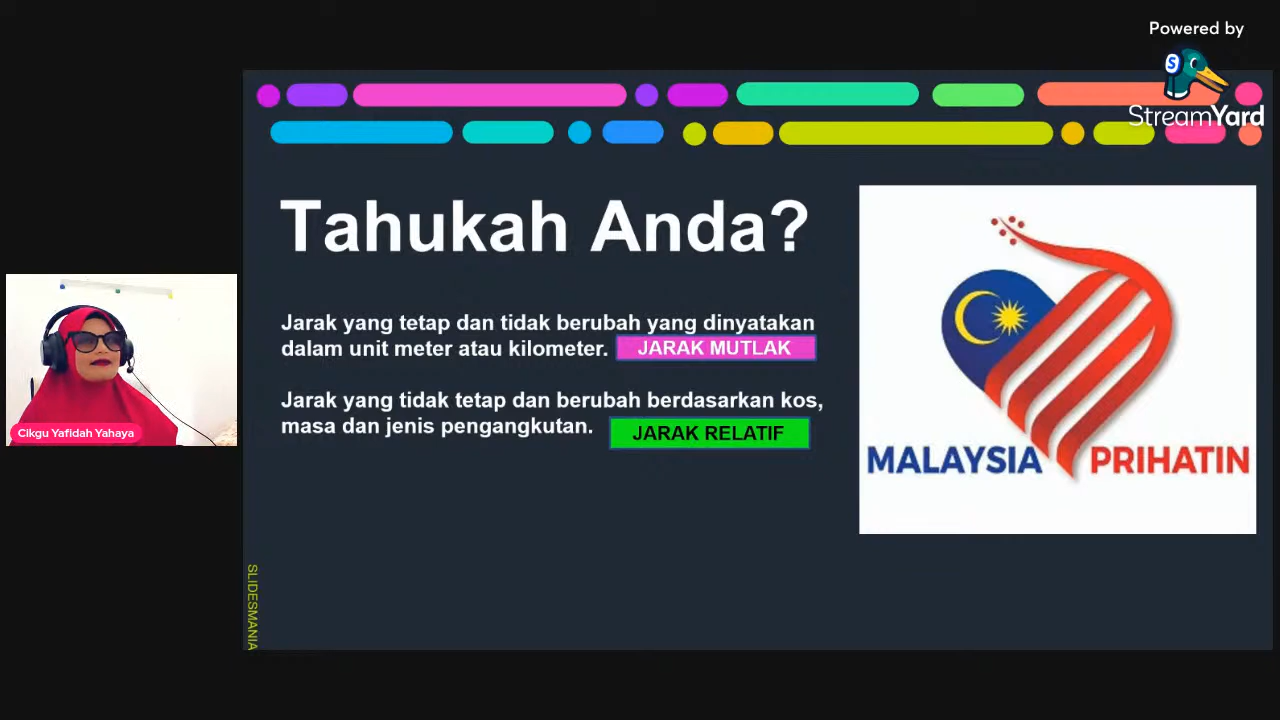 Powered by
StreamYard
Tahukah Anda?
Jarak yang tetap dan tidak berubah yang dinyatakan
dalam unit meter atau kilometer. JARAK MUTLAK
Jarak yang tidak tetap dan berubah berdasarkan kos,
masa dan jenis pengangkutan. JARAK RELATIF
MALAYSIA PRIHATIN
Cikgu Yafidah Yahaya
SLIDESMANIA